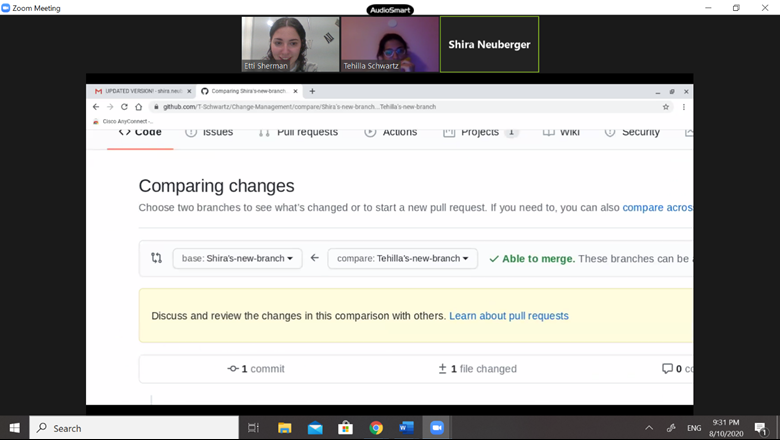 Zoom Meeting
AudioSmart
Etti Sherman
Tehilla Schwartz
Shira Neuberger
UPDATED VERSION! - shira.neu
Comparing Shira's-new-branch
github.com/T-Schwartz/Change-Management/compare/Shira's-new-branch...Tehilla's-new-branch
Cisco AnyConnect -...
Code Issues Pull requests Actions Projects 1 Wiki Security
Comparing changes
Choose two branches to see what's changed or to start a new pull request. If you need to, you can also compare across
base: Shira's-new-branch compare: Tehilla's-new-branch Able to merge. These branches can be
Discuss and review the changes in this comparison with others. Learn about pull requests
1 commit 1 file changed 0
Search
ENG
9:31 PM
8/10/2020
1